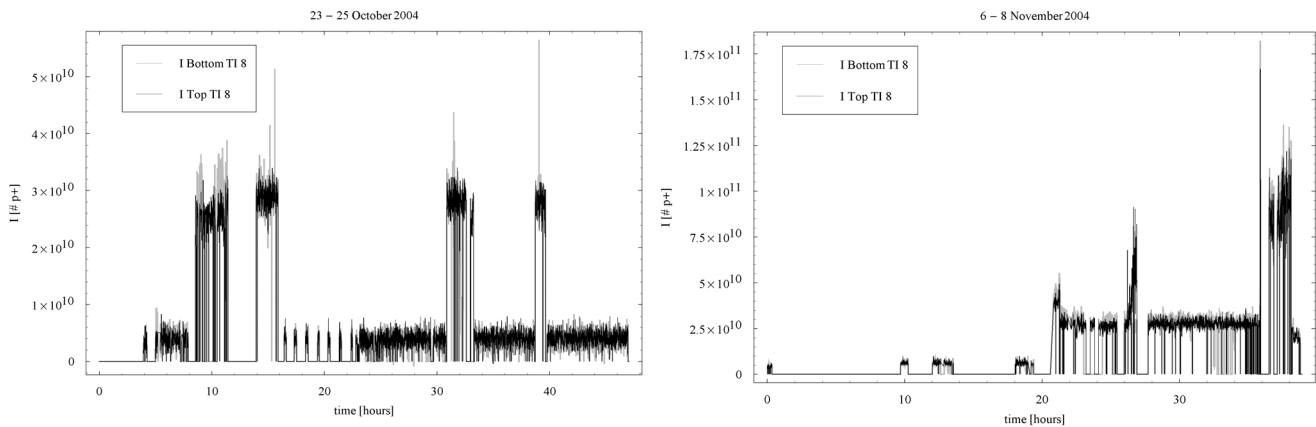 23 – 25 October 2004
I Bottom TI 8
I Top TI 8
5×10^10
4×10^10
3×10^10
2×10^10
1×10^10
0
I [# p+]
0 10 20 30 40
time [hours]
6 – 8 November 2004
I Bottom TI 8
I Top TI 8
1.75×10^11
1.5×10^11
1.25×10^11
1×10^11
7.5×10^10
5×10^10
2.5×10^10
0
I [# p+]
0 10 20 30
time [hours]